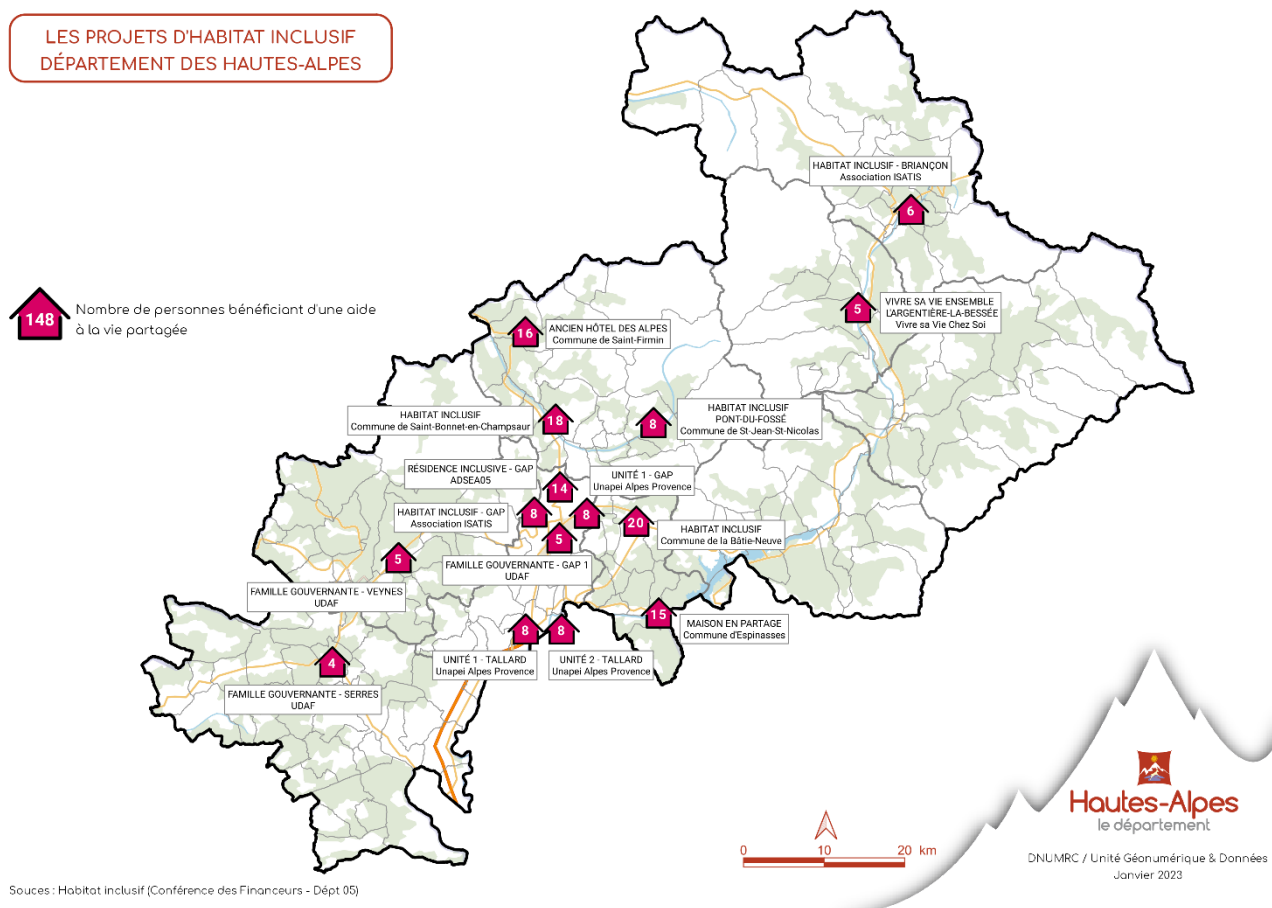 LES PROJETS D'HABITAT INCLUSIF
DÉPARTEMENT DES HAUTES-ALPES
148
Nombre de personnes bénéficiant d'une aide
à la vie partagée
HABITAT INCLUSIF - BRIANÇON
Association ISATIS
6
5
VIVRE SA VIE ENSEMBLE
L'ARGENTIÈRE-LA-BESSÉE
Vivre sa Vie Chez Soi
16
ANCIEN HÔTEL DES ALPES
Commune de Saint-Firmin
HABITAT INCLUSIF
Commune de Saint-Bonnet-en-Champsaur
18
8
HABITAT INCLUSIF
PONT-DU-FOSSÉ
Commune de St-Jean-St-Nicolas
RÉSIDENCE INCLUSIVE - GAP
ADSEA05
14
UNITÉ 1 - GAP
Unapei Alpes Provence
HABITAT INCLUSIF - GAP
Association ISATIS
8
8
20
HABITAT INCLUSIF
Commune de la Bâtie-Neuve
5
FAMILLE GOUVERNANTE - GAP 1
UDAF
5
FAMILLE GOUVERNANTE - VEYNES
UDAF
15
MAISON EN PARTAGE
Commune d'Espinasses
8
8
UNITÉ 1 - TALLARD
Unapei Alpes Provence
UNITÉ 2 - TALLARD
Unapei Alpes Provence
4
FAMILLE GOUVERNANTE - SERRES
UDAF
Hautes-Alpes
le département
0 10 20 km
DNUMRC / Unité Géonumérique & Données
Janvier 2023
Souces : Habitat inclusif (Conférence des Financeurs - Dépt 05)